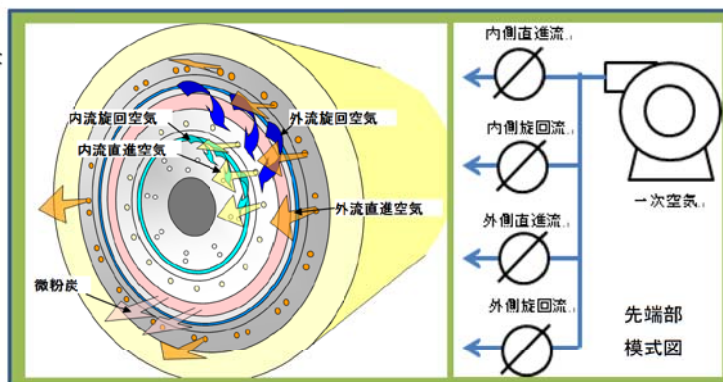 内流旋回空気
内流直進空気
外流旋回空気
外流直進空気
微粉炭
内側直進流
内側旋回流
外側直進流
外側旋回流
一次空気
先端部
模式図